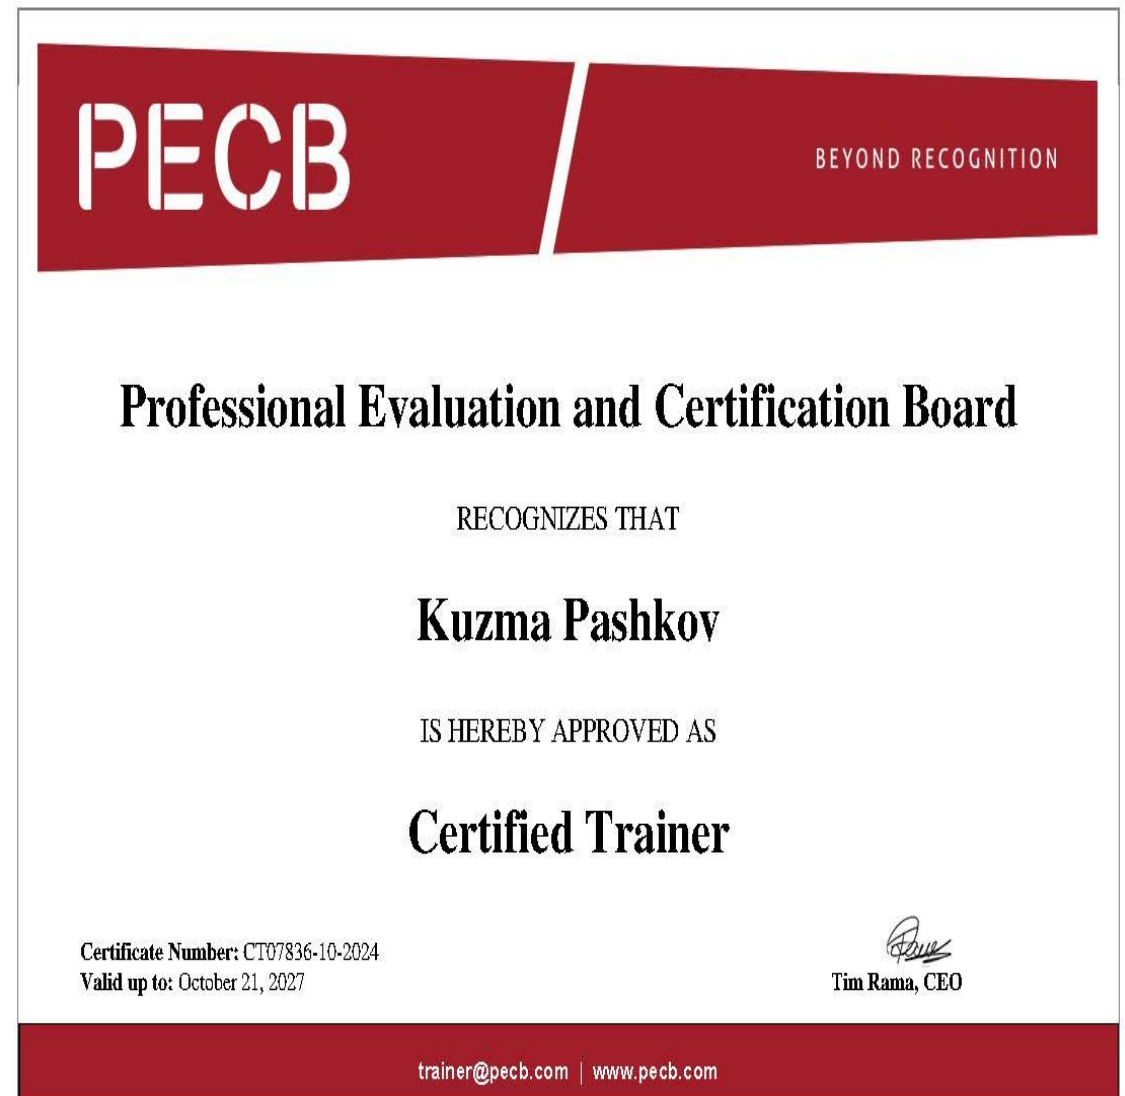 PECB
BEYOND RECOGNITION
Professional Evaluation and Certification Board
RECOGNIZES THAT
Kuzma Pashkov
IS HEREBY APPROVED AS
Certified Trainer
Certificate Number: CT07836-10-2024
Valid up to: October 21, 2027
Tim Rama, CEO
trainer@pecb.com | www.pecb.com